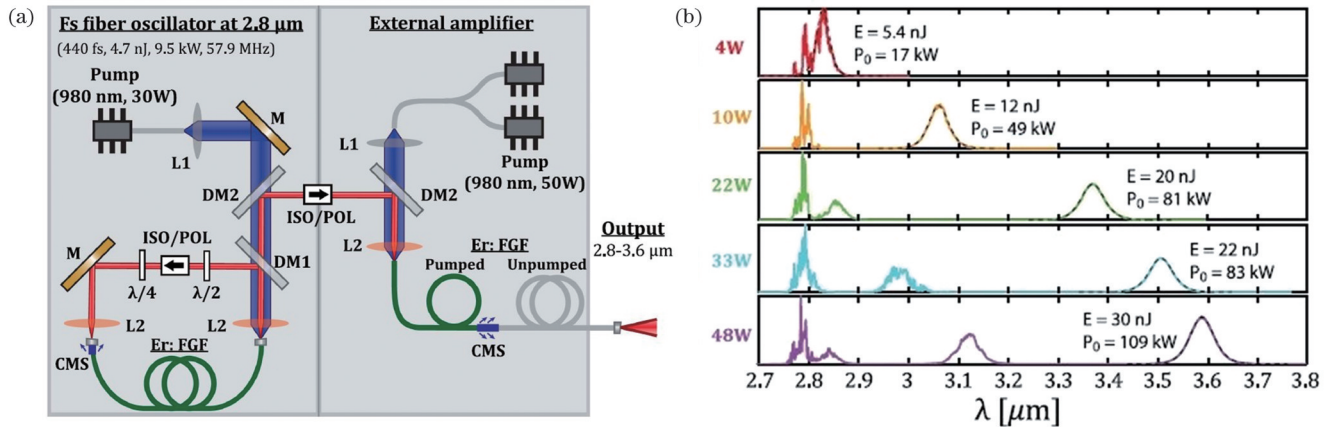 (a)
Fs fiber oscillator at 2.8 μm
(440 fs, 4.7 nJ, 9.5 kW, 57.9 MHz)
Pump
(980 nm, 30W)
M
L1
DM2
ISO/POL
M
ISO/POL
DM1
λ/4
λ/2
L2
L2
CMS
Er: FGF
External amplifier
L1
Pump
(980 nm, 50W)
DM2
ISO/POL
L2
Er: FGF
Pumped
Unpumped
CMS
Output
2.8-3.6 μm
(b)
4W
E = 5.4 nJ
P0 = 17 kW
10W
E = 12 nJ
P0 = 49 kW
22W
E = 20 nJ
P0 = 81 kW
33W
E = 22 nJ
P0 = 83 kW
48W
E = 30 nJ
P0 = 109 kW
2.7 2.8 2.9 3 3.1 3.2 3.3 3.4 3.5 3.6 3.7 3.8
λ [μm]